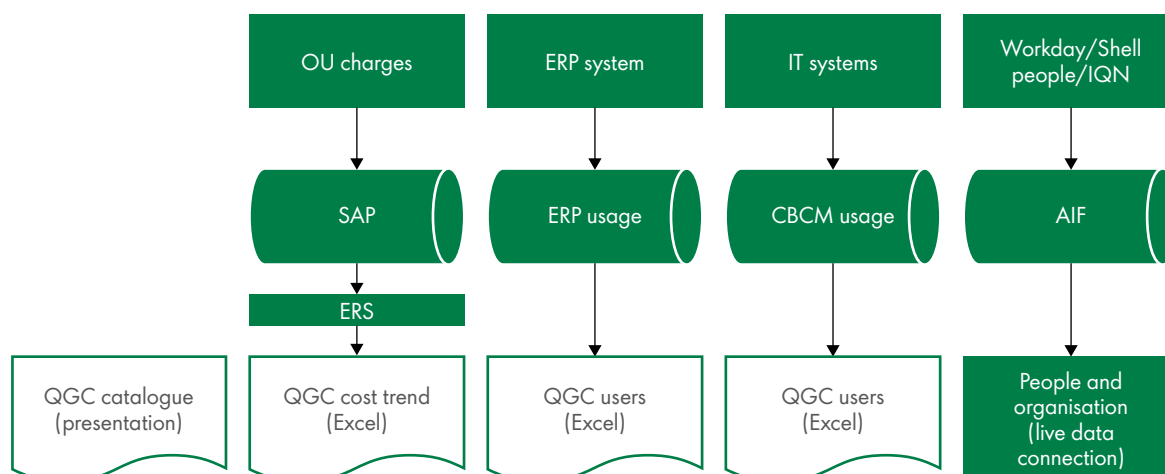 OU charges
ERP system
IT systems
Workday/Shell
people/IQN
SAP
ERP usage
CBCM usage
AIF
ERS
QGC catalogue
(presentation)
QGC cost trend
(Excel)
QGC users
(Excel)
QGC users
(Excel)
People and
organisation
(live data
connection)